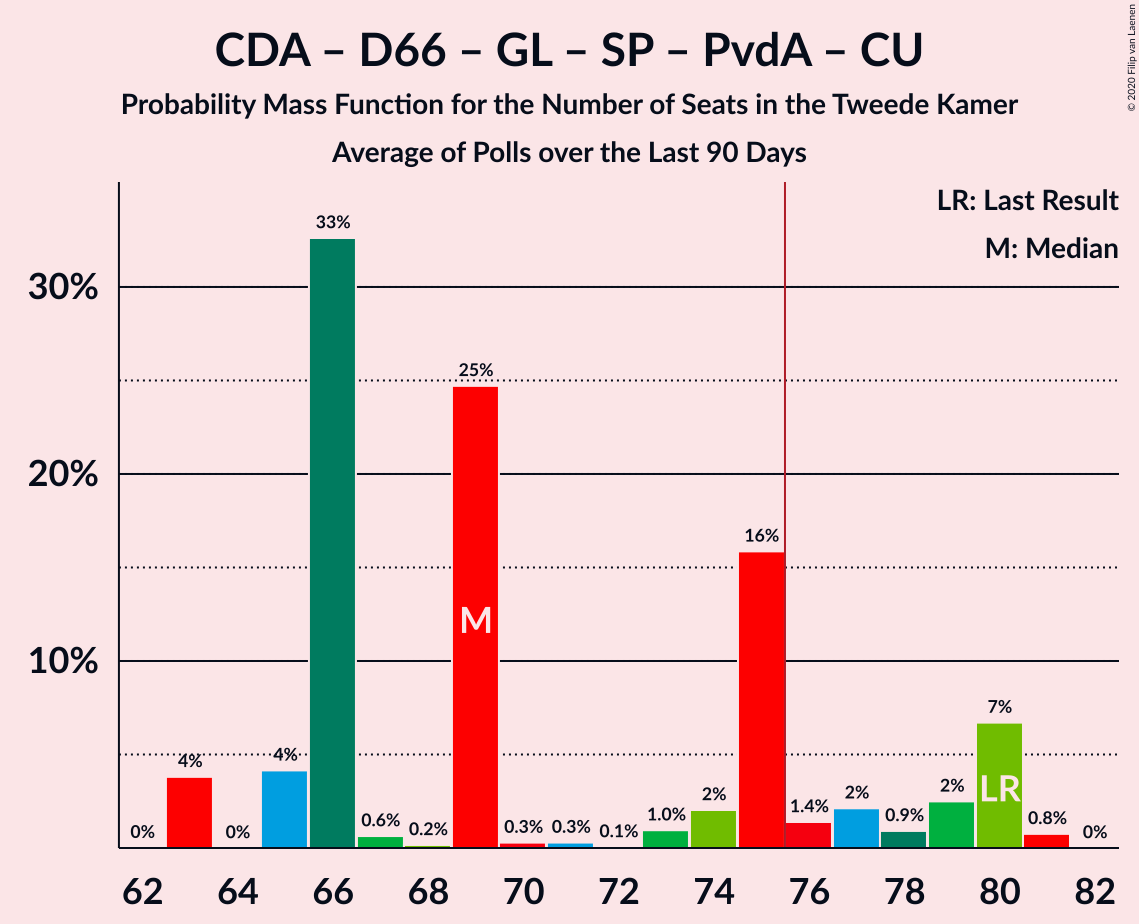 CDA – D66 – GL – SP – PvdA – CU
Probability Mass Function for the Number of Seats in the Tweede Kamer
Average of Polls over the Last 90 Days
© 2020 Filip van Laenen
LR: Last Result
M: Median
30%
20%
10%
0%
4%
0%
4%
33%
0.6%
0.2%
25%
M
0.3%
0.3%
0.1%
1.0%
2%
16%
1.4%
2%
0.9%
2%
7%
LR
0.8%
0%
62 64 66 68 70 72 74 76 78 80 82